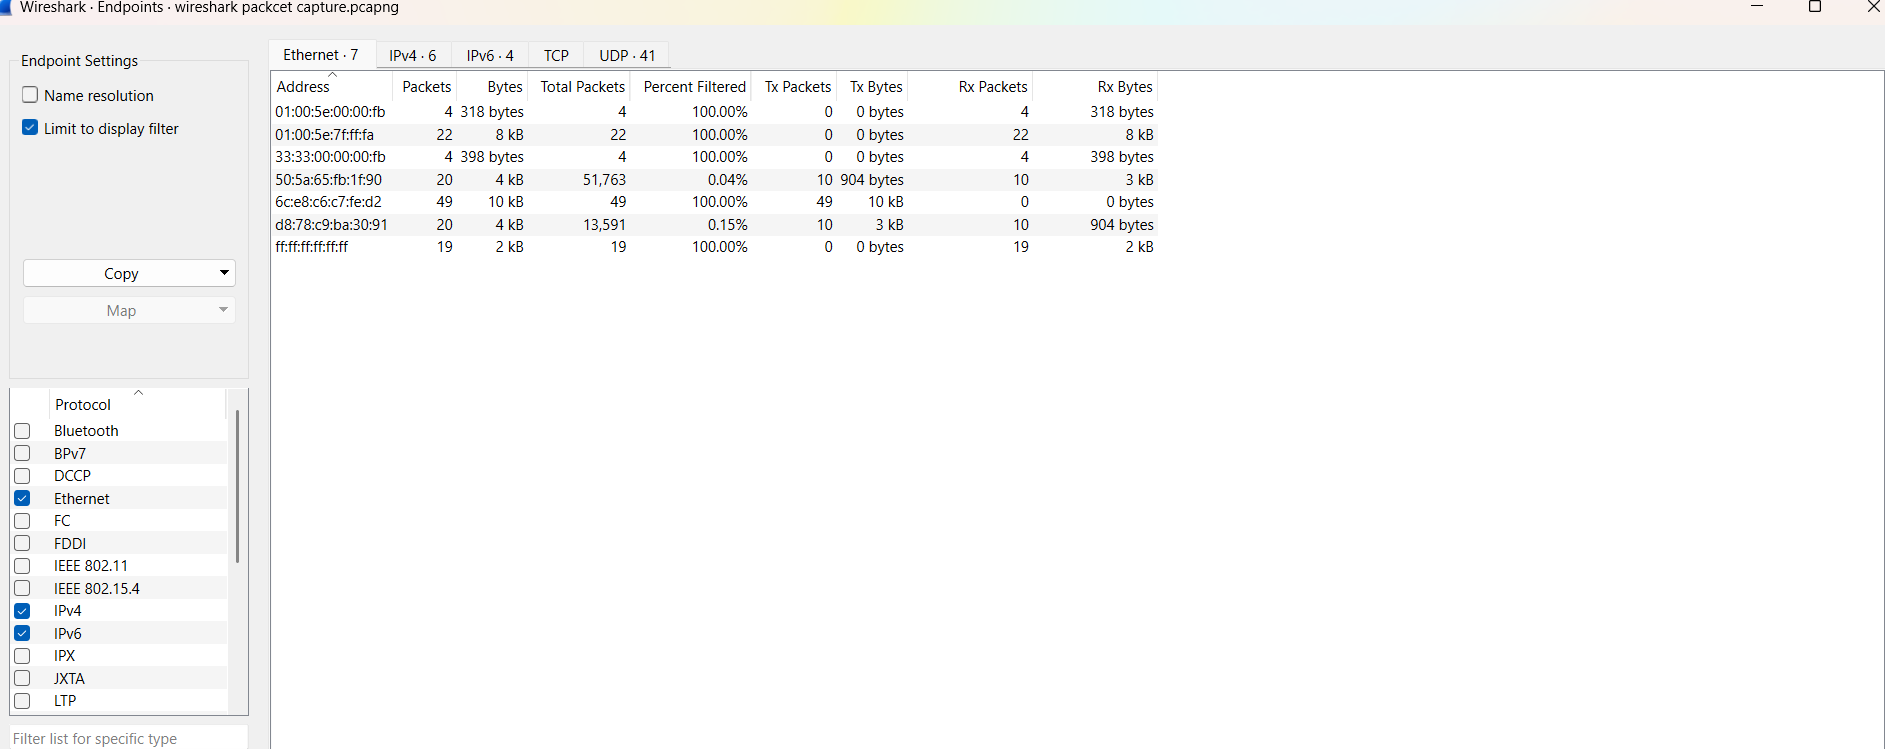 Wireshark · Endpoints · wireshark packcet capture.pcapng
Endpoint Settings
Name resolution
Limit to display filter
Copy
Map
Protocol
Bluetooth
BPv7
DCCP
Ethernet
FC
FDDI
IEEE 802.11
IEEE 802.15.4
IPv4
IPv6
IPX
JXTA
LTP
Filter list for specific type
Ethernet · 7 IPv4 · 6 IPv6 · 4 TCP UDP · 41
Address Packets Bytes Total Packets Percent Filtered Tx Packets Tx Bytes Rx Packets Rx Bytes
01:00:5e:00:00:fb 4 318 bytes 4 100.00% 0 0 bytes 4 318 bytes
01:00:5e:7f:ff:fa 22 8 kB 22 100.00% 0 0 bytes 22 8 kB
33:33:00:00:00:fb 4 398 bytes 4 100.00% 0 0 bytes 4 398 bytes
50:5a:65:fb:1f:90 20 4 kB 51,763 0.04% 10 904 bytes 10 3 kB
6c:e8:c6:c7:fe:d2 49 10 kB 49 100.00% 49 10 kB 0 0 bytes
d8:78:c9:ba:30:91 20 4 kB 13,591 0.15% 10 3 kB 10 904 bytes
ff:ff:ff:ff:ff:ff 19 2 kB 19 100.00% 0 0 bytes 19 2 kB